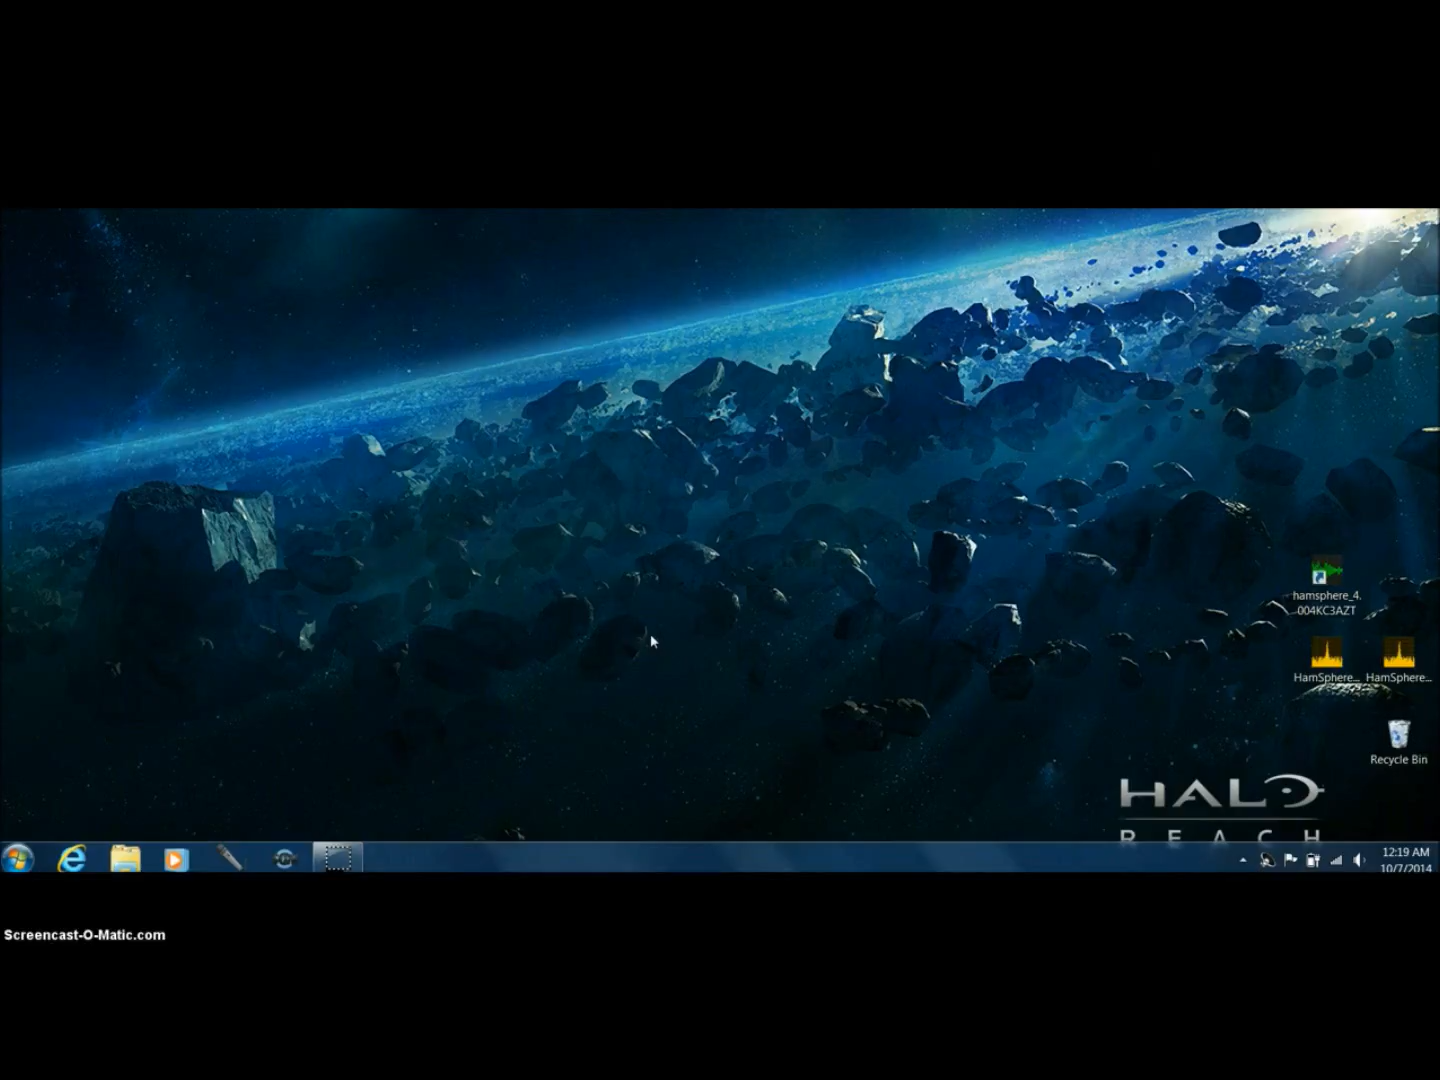 hamsphere_4.
004KC3AZT
HamSphere... HamSphere...
Recycle Bin
HALO
REACH
12:19 AM
10/7/2014
Screencast-O-Matic.com